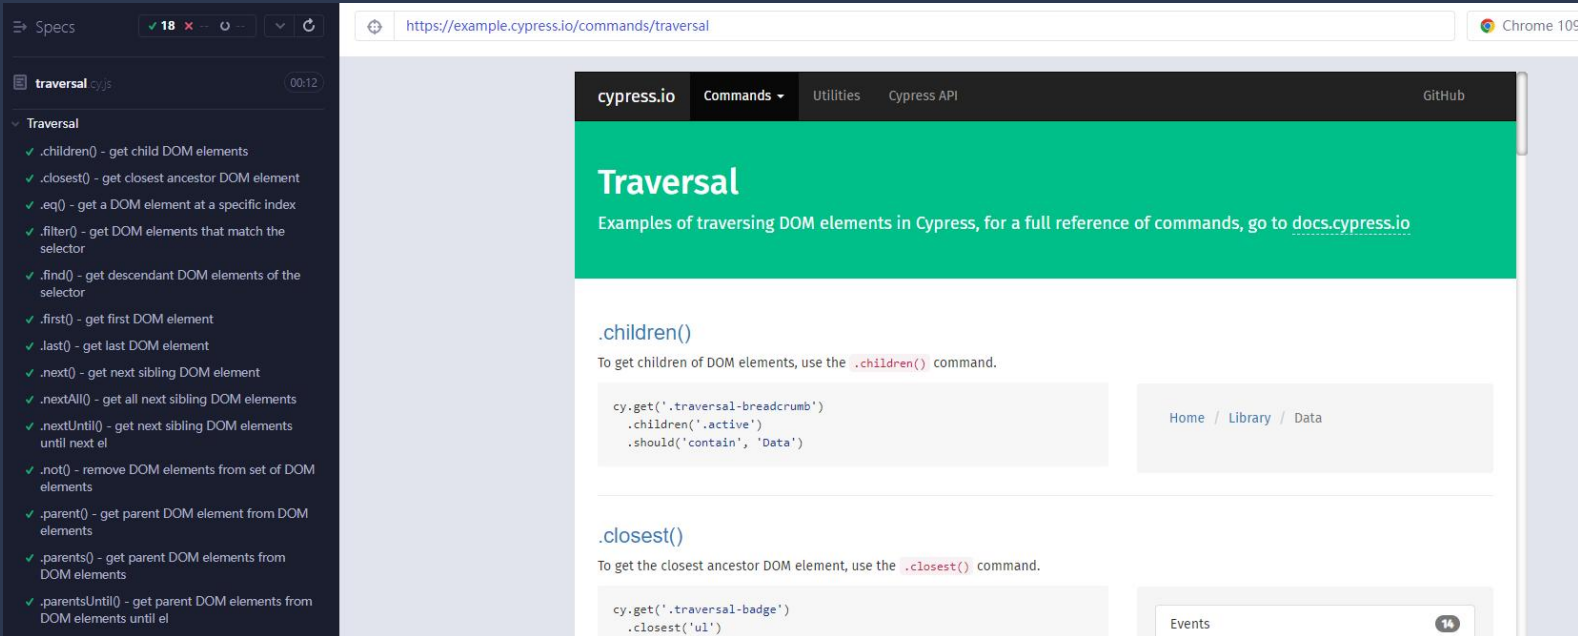 Specs
18
--
--
https://example.cypress.io/commands/traversal
Chrome 109
traversal.cy.js
00:12
Traversal
.children() - get child DOM elements
.closest() - get closest ancestor DOM element
.eq() - get a DOM element at a specific index
.filter() - get DOM elements that match the
selector
.find() - get descendant DOM elements of the
selector
.first() - get first DOM element
.last() - get last DOM element
.next() - get next sibling DOM element
.nextAll() - get all next sibling DOM elements
.nextUntil() - get next sibling DOM elements
until next el
.not() - remove DOM elements from set of DOM
elements
.parent() - get parent DOM element from DOM
elements
.parents() - get parent DOM elements from
DOM elements
.parentsUntil() - get parent DOM elements from
DOM elements until el
cypress.io
Commands
Utilities
Cypress API
GitHub
Traversal
Examples of traversing DOM elements in Cypress, for a full reference of commands, go to docs.cypress.io
.children()
To get children of DOM elements, use the .children() command.
cy.get('.traversal-breadcrumb')
.children('.active')
.should('contain', 'Data')
Home / Library / Data
.closest()
To get the closest ancestor DOM element, use the .closest() command.
cy.get('.traversal-badge')
.closest('ul')
Events
14